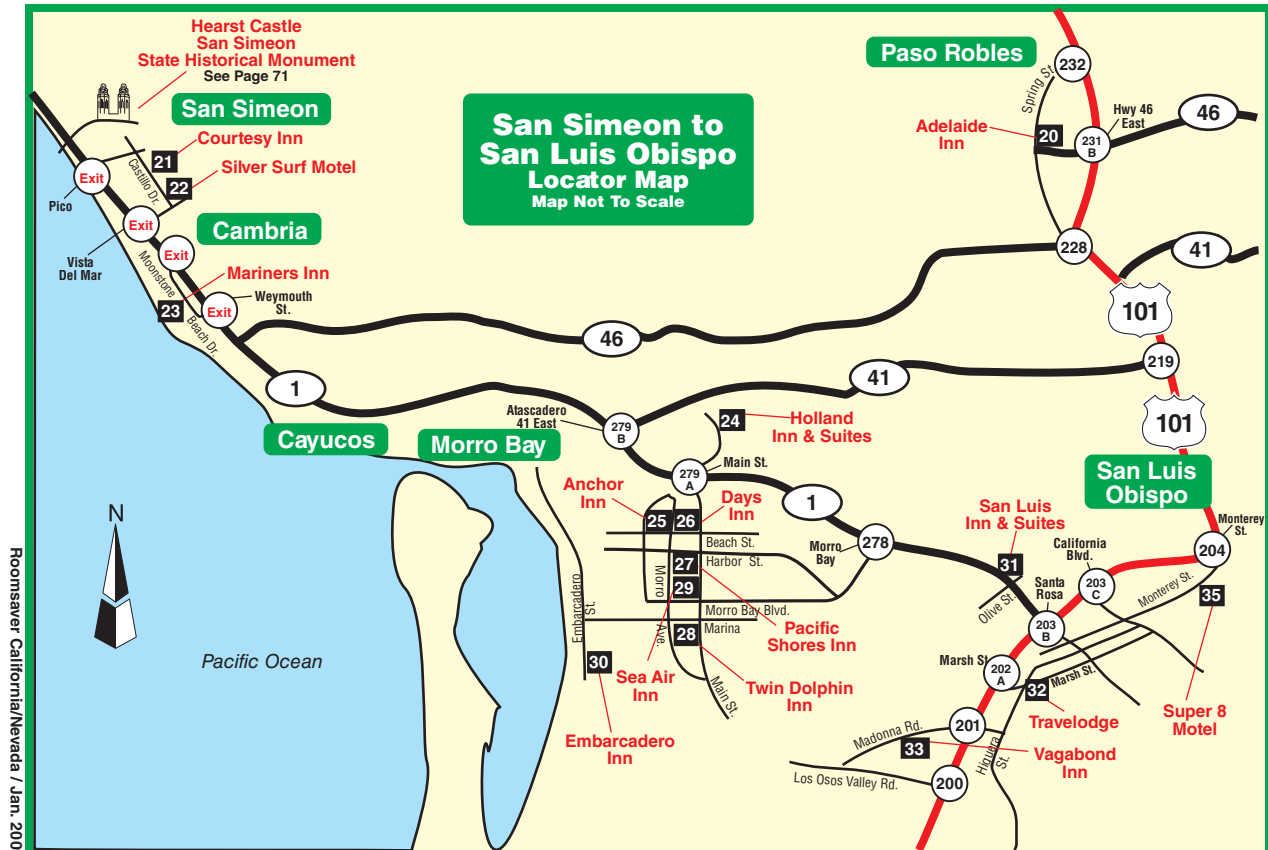 Hearst Castle
San Simeon
State Historical Monument
See Page 71
San Simeon
Courtesy Inn
21
Castillo Dr.
22
Silver Surf Motel
Exit
Pico
Exit
Vista
Del Mar
Cambria
Exit
Moonstone
Beach Dr.
Mariners Inn
23
Exit
Weymouth
St.
San Simeon to
San Luis Obispo
Locator Map
Map Not To Scale
Paso Robles
232
Spring St.
Adelaide
Inn
20
231
B
Hwy 46
East
46
228
41
101
46
1
41
219
101
Cayucos
Morro Bay
Atascadero
41 East
279
B
24
Holland
Inn & Suites
279
A
Main St.
1
Morro
Bay
278
Anchor
Inn
25
26
Days
Inn
Beach St.
27
Harbor St.
29
Morro
Ave.
Morro Bay Blvd.
28
Marina
Pacific
Shores Inn
Sea Air
Inn
Twin Dolphin
Inn
Main St.
Embarcadero
St.
30
Embarcadero
Inn
San Luis
Obispo
San Luis
Inn & Suites
31
Olive St.
California
Blvd.
203
C
Monterey
St.
204
Monterey St.
35
Super 8
Motel
Santa
Rosa
203
B
Marsh St.
202
A
Marsh St.
32
Travelodge
201
Madonna Rd.
33
Vagabond
Inn
Higuera
St.
200
Los Osos Valley Rd.
N
Pacific Ocean
Roomsaver California/Nevada / Jan. 200